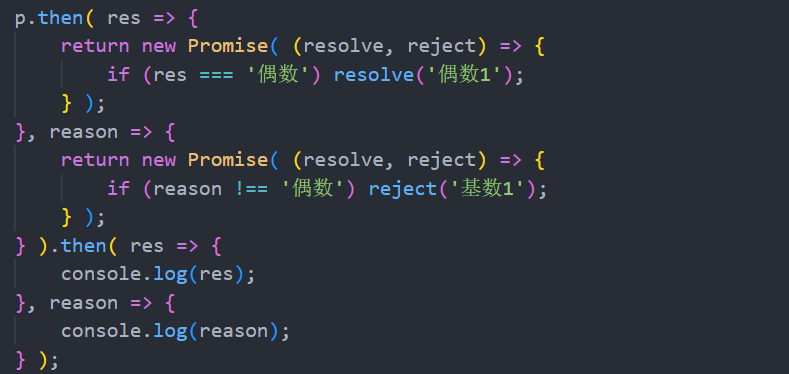 p.then( res => {
    return new Promise( (resolve, reject) => {
        if (res === '偶数') resolve('偶数1');
    } );
}, reason => {
    return new Promise( (resolve, reject) => {
        if (reason !== '偶数') reject('基数1');
    } );
} ).then( res => {
    console.log(res);
}, reason => {
    console.log(reason);
} );